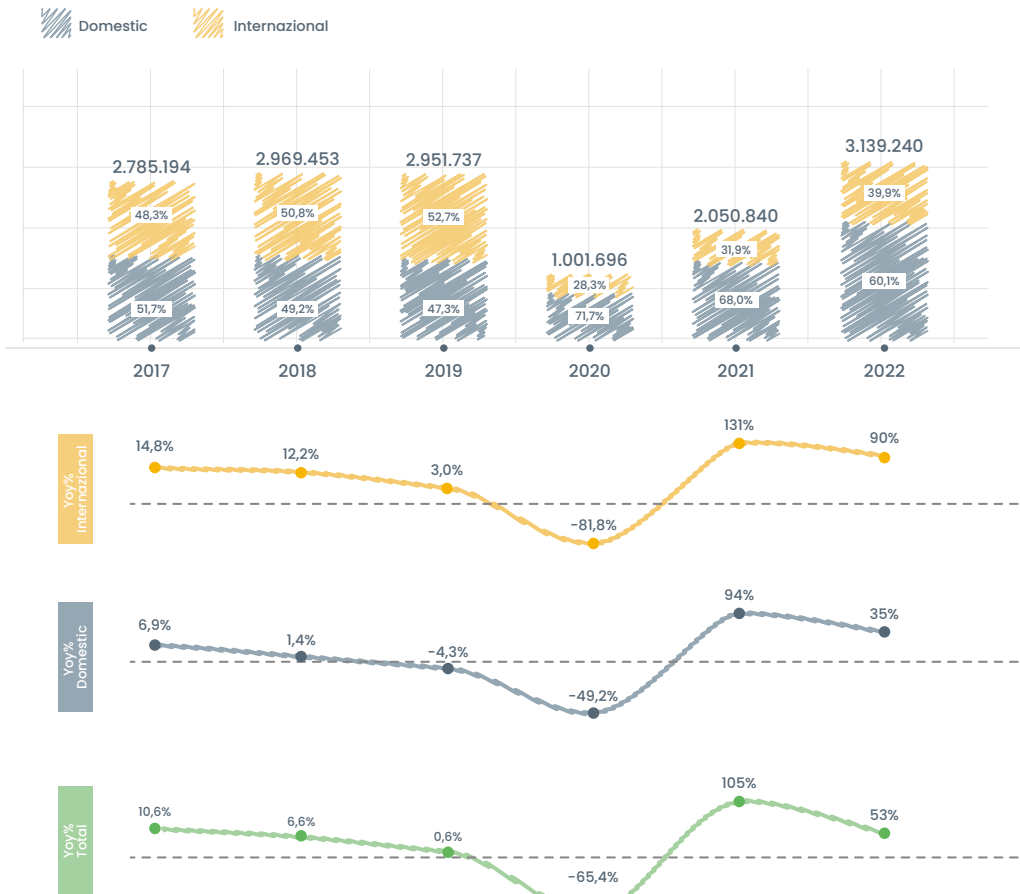 Domestic Internazional
2.785.194 2.969.453 2.951.737 1.001.696 2.050.840 3.139.240
48,3% 50,8% 52,7% 28,3% 31,9% 39,9%
51,7% 49,2% 47,3% 71,7% 68,0% 60,1%
2017 2018 2019 2020 2021 2022
Yoy%
Internazional
14,8% 12,2% 3,0% -81,8% 131% 90%
Yoy%
Domestic
6,9% 1,4% -4,3% -49,2% 94% 35%
Yoy%
Total
10,6% 6,6% 0,6% -65,4% 105% 53%